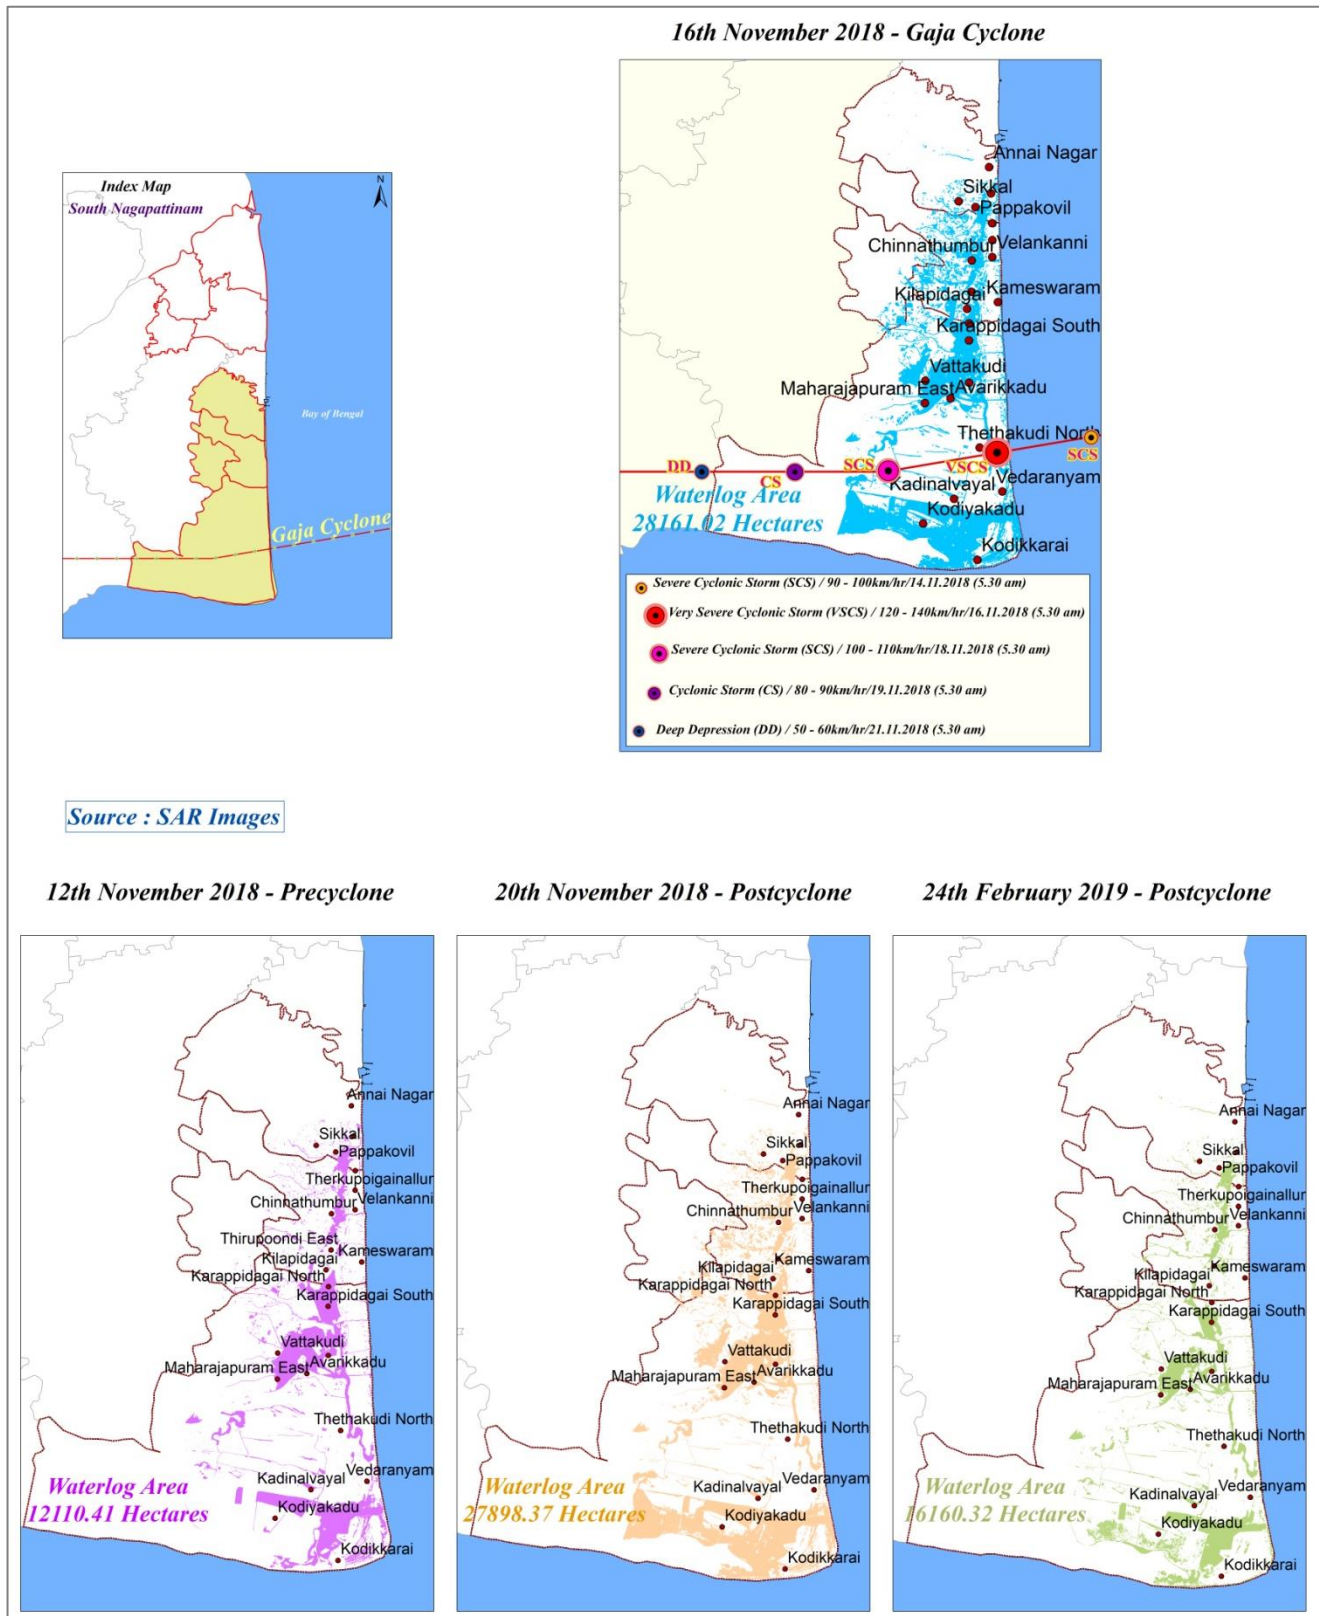 16th November 2018 - Gaja Cyclone
Annai Nagar
Sikkal
Pappakovil
Chinnathumbur
Velankanni
Kameswaram
Kilapidagai
Karappidagai South
Vattakudi
Maharajapuram East
Avarikkadu
Thethakudi North
DD
CS
SCS
VSCS
SCS
Kadinalvayal
Vedaranyam
Waterlog Area
28161.02 Hectares
Kodiyakadu
Kodikkarai
Severe Cyclonic Storm (SCS) / 90 - 100km/hr/14.11.2018 (5.30 am)
Very Severe Cyclonic Storm (VSCS) / 120 - 140km/hr/16.11.2018 (5.30 am)
Severe Cyclonic Storm (SCS) / 100 - 110km/hr/18.11.2018 (5.30 am)
Cyclonic Storm (CS) / 80 - 90km/hr/19.11.2018 (5.30 am)
Deep Depression (DD) / 50 - 60km/hr/21.11.2018 (5.30 am)
Index Map
South Nagapattinam
N
Bay of Bengal
Gaja Cyclone
Source : SAR Images
12th November 2018 - Precyclone
Annai Nagar
Sikkal
Pappakovil
Therkupoigainallur
Chinnathumbur
Velankanni
Thirupoondi East
Kilapidagai
Kameswaram
Karappidagai North
Karappidagai South
Vattakudi
Maharajapuram East
Avarikkadu
Thethakudi North
Kadinalvayal
Vedaranyam
Waterlog Area
12110.41 Hectares
Kodiyakadu
Kodikkarai
20th November 2018 - Postcyclone
Annai Nagar
Sikkal
Pappakovil
Therkupoigainallur
Chinnathumbur
Velankanni
Kameswaram
Kilapidagai
Karappidagai North
Karappidagai South
Vattakudi
Maharajapuram East
Avarikkadu
Thethakudi North
Kadinalvayal
Vedaranyam
Waterlog Area
27898.37 Hectares
Kodiyakadu
Kodikkarai
24th February 2019 - Postcyclone
Annai Nagar
Sikkal
Pappakovil
Therkupoigainallur
Chinnathumbur
Velankanni
Kilapidagai
Kameswaram
Karappidagai North
Karappidagai South
Vattakudi
Maharajapuram East
Avarikkadu
Thethakudi North
Kadinalvayal
Vedaranyam
Waterlog Area
16160.32 Hectares
Kodiyakadu
Kodikkarai